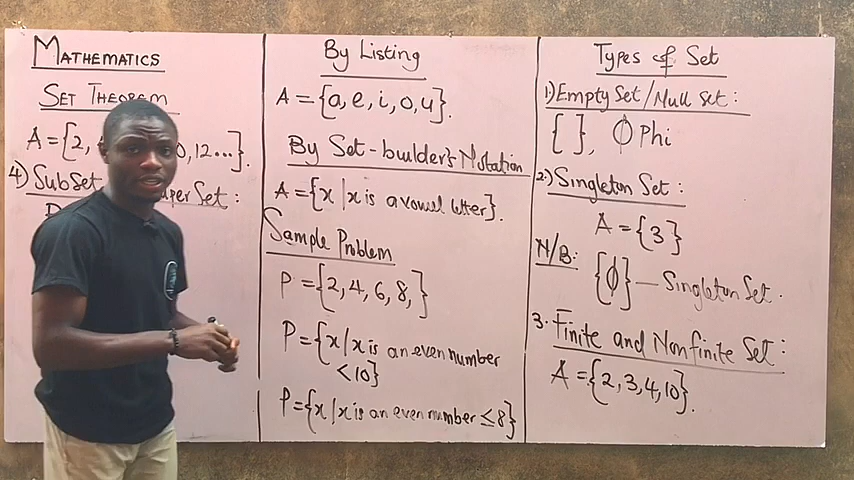 MATHEMATICS
SET THEOREM
A = {2, 0, 12...}.
4) SubSet Set:
By Listing
A = {a, e, i, o, u}.
By Set-builder's Notation
A = {x | x is a vowel letter}.
Sample Problem
P = {2, 4, 6, 8, }
P = {x / x is an even number
< 10}
P = {x / x is an even number ≤ 8}
Types of Set
1.) Empty Set / Null Set:
{ }, ϕ Phi
2.) Singleton Set:
A = {3}
N/B: {ϕ} — Singleton Set.
3. Finite and Nonfinite Set:
A = {2, 3, 4, 10}.